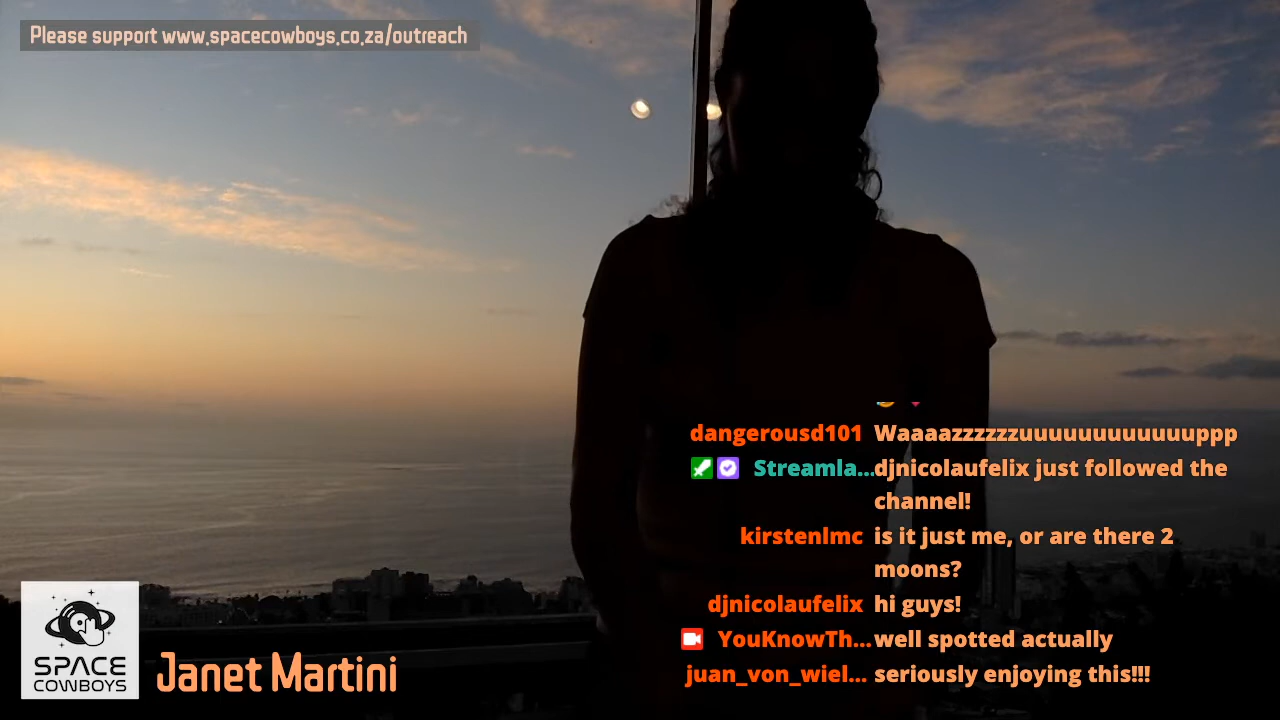 Please support www.spacecowboys.co.za/outreach
dangerousd101 Waaaazzzzzzuuuuuuuuuuuuppp
Streamla... djnicolaufelix just followed the
channel!
kirstenlmc is it just me, or are there 2
moons?
djnicolaufelix hi guys!
YouKnowTh... well spotted actually
juan_von_wiel... seriously enjoying this!!!
SPACE
COWBOYS
Janet Martini